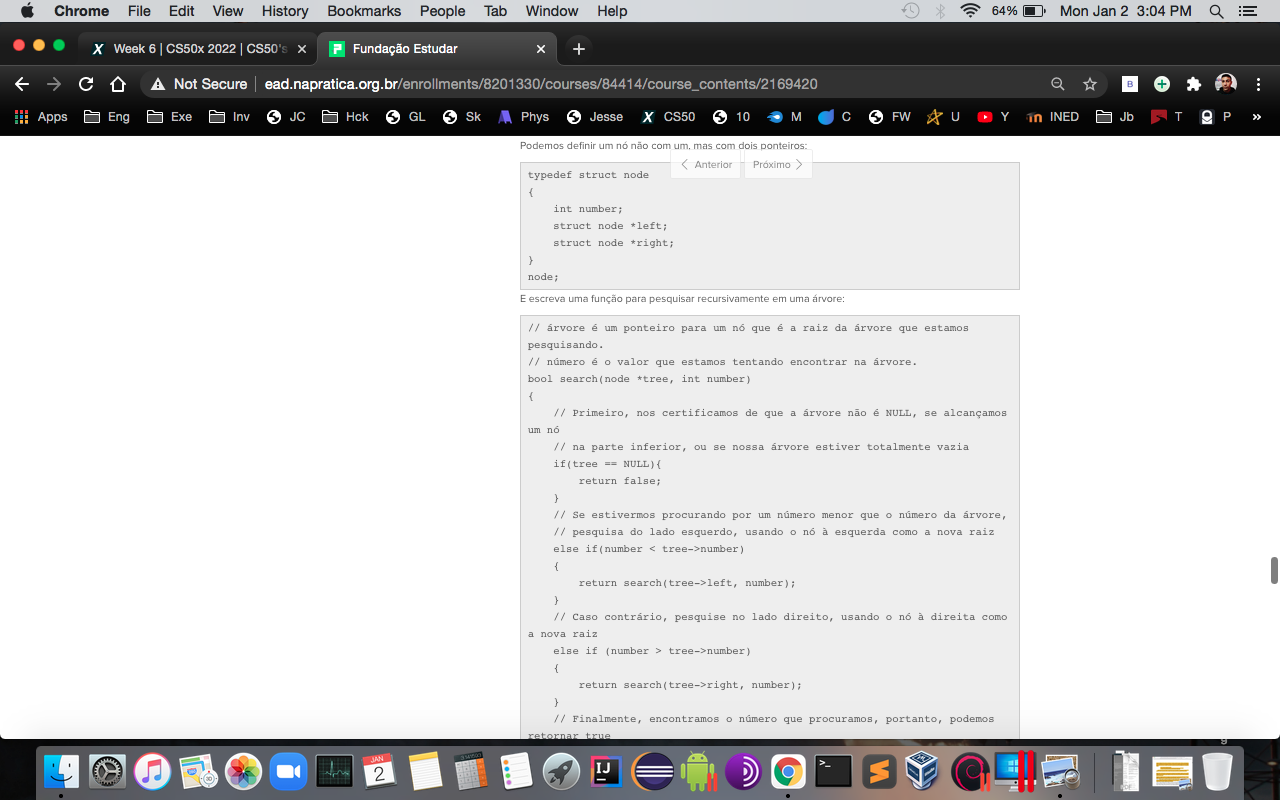 Chrome File Edit View History Bookmarks People Tab Window Help 64% Mon Jan 2 3:04 PM
X Week 6 | CS50x 2022 | CS50's Fundação Estudar
Not Secure ead.napratica.org.br/enrollments/8201330/courses/84414/course_contents/2169420
Apps Eng Exe Inv JC Hck GL Sk Phys Jesse X CS50 10 M C FW U Y INED Jb T P »
Podemos definir um nó não com um, mas com dois ponteiros:
Anterior Próximo
typedef struct node
{
int number;
struct node *left;
struct node *right;
}
node;
E escreva uma função para pesquisar recursivamente em uma árvore:
// árvore é um ponteiro para um nó que é a raiz da árvore que estamos
pesquisando.
// número é o valor que estamos tentando encontrar na árvore.
bool search(node *tree, int number)
{
// Primeiro, nos certificamos de que a árvore não é NULL, se alcançamos
um nó
// na parte inferior, ou se nossa árvore estiver totalmente vazia
if(tree == NULL){
return false;
}
// Se estivermos procurando por um número menor que o número da árvore,
// pesquisa do lado esquerdo, usando o nó à esquerda como a nova raiz
else if(number < tree->number)
{
return search(tree->left, number);
}
// Caso contrário, pesquise no lado direito, usando o nó à direita como
a nova raiz
else if (number > tree->number)
{
return search(tree->right, number);
}
// Finalmente, encontramos o número que procuramos, portanto, podemos
retornar true
JAN
2
IJ